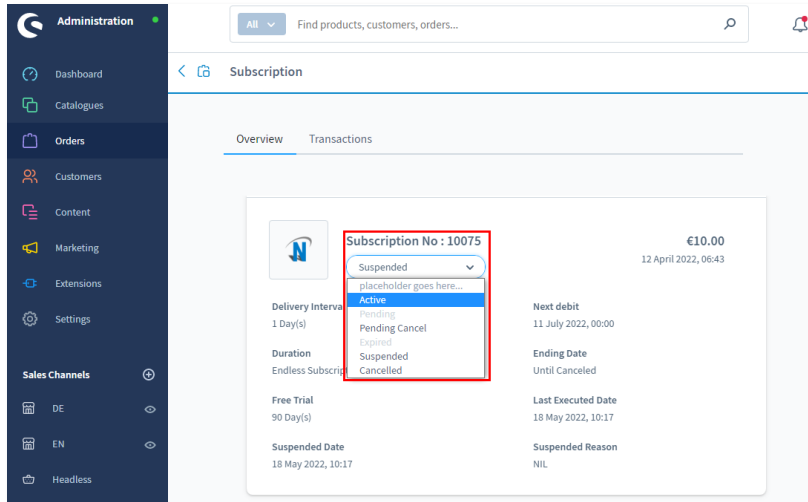 Administration
All
Find products, customers, orders...
Dashboard
Catalogues
Orders
Customers
Content
Marketing
Extensions
Settings
Sales Channels
DE
EN
Headless
Subscription
Overview
Transactions
N
Subscription No : 10075
€10.00
Suspended
12 April 2022, 06:43
placeholder goes here...
Active
Pending
Pending Cancel
Expired
Suspended
Cancelled
Delivery Interva
1 Day(s)
Next debit
11 July 2022, 00:00
Duration
Endless Subscrip
Ending Date
Until Canceled
Free Trial
90 Day(s)
Last Executed Date
18 May 2022, 10:17
Suspended Date
18 May 2022, 10:17
Suspended Reason
NIL